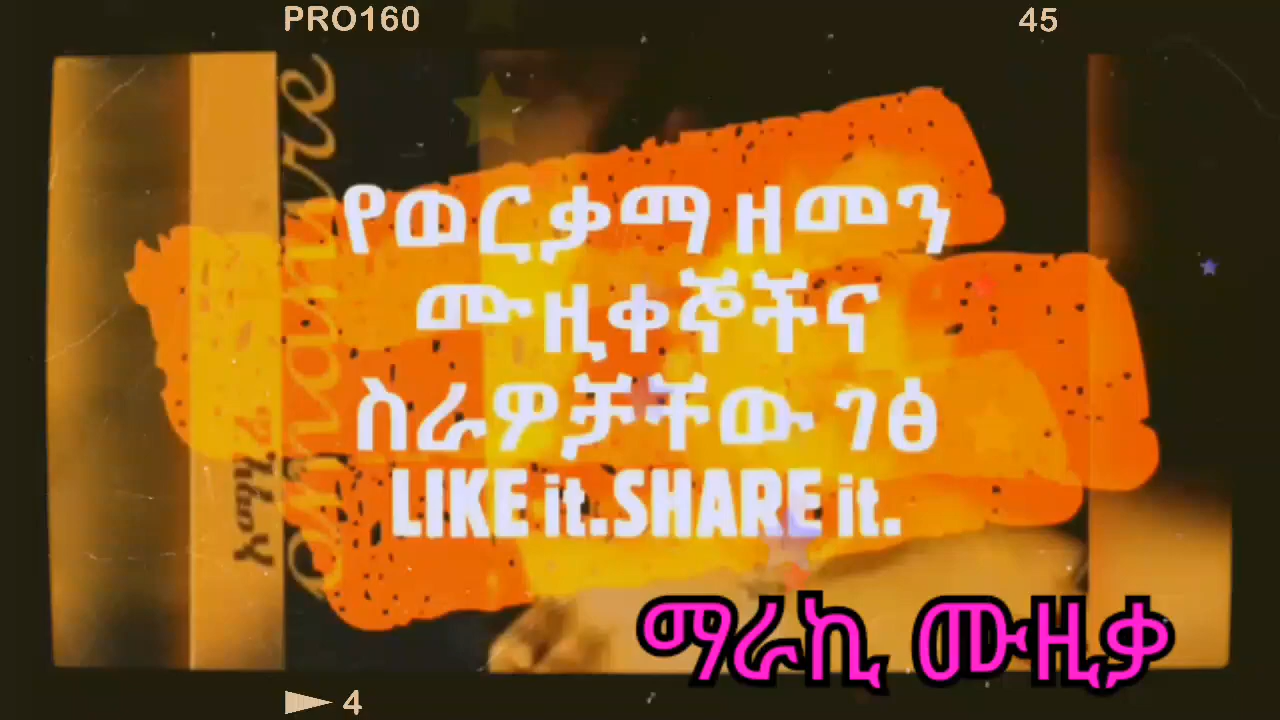 PRO160 45
የወርቃማ ዘመን
ሙዚቀኞችና
ስራዎቻቸው ገፅ
LIKE it.SHARE it.
ማራኪ ሙዚቃ
4